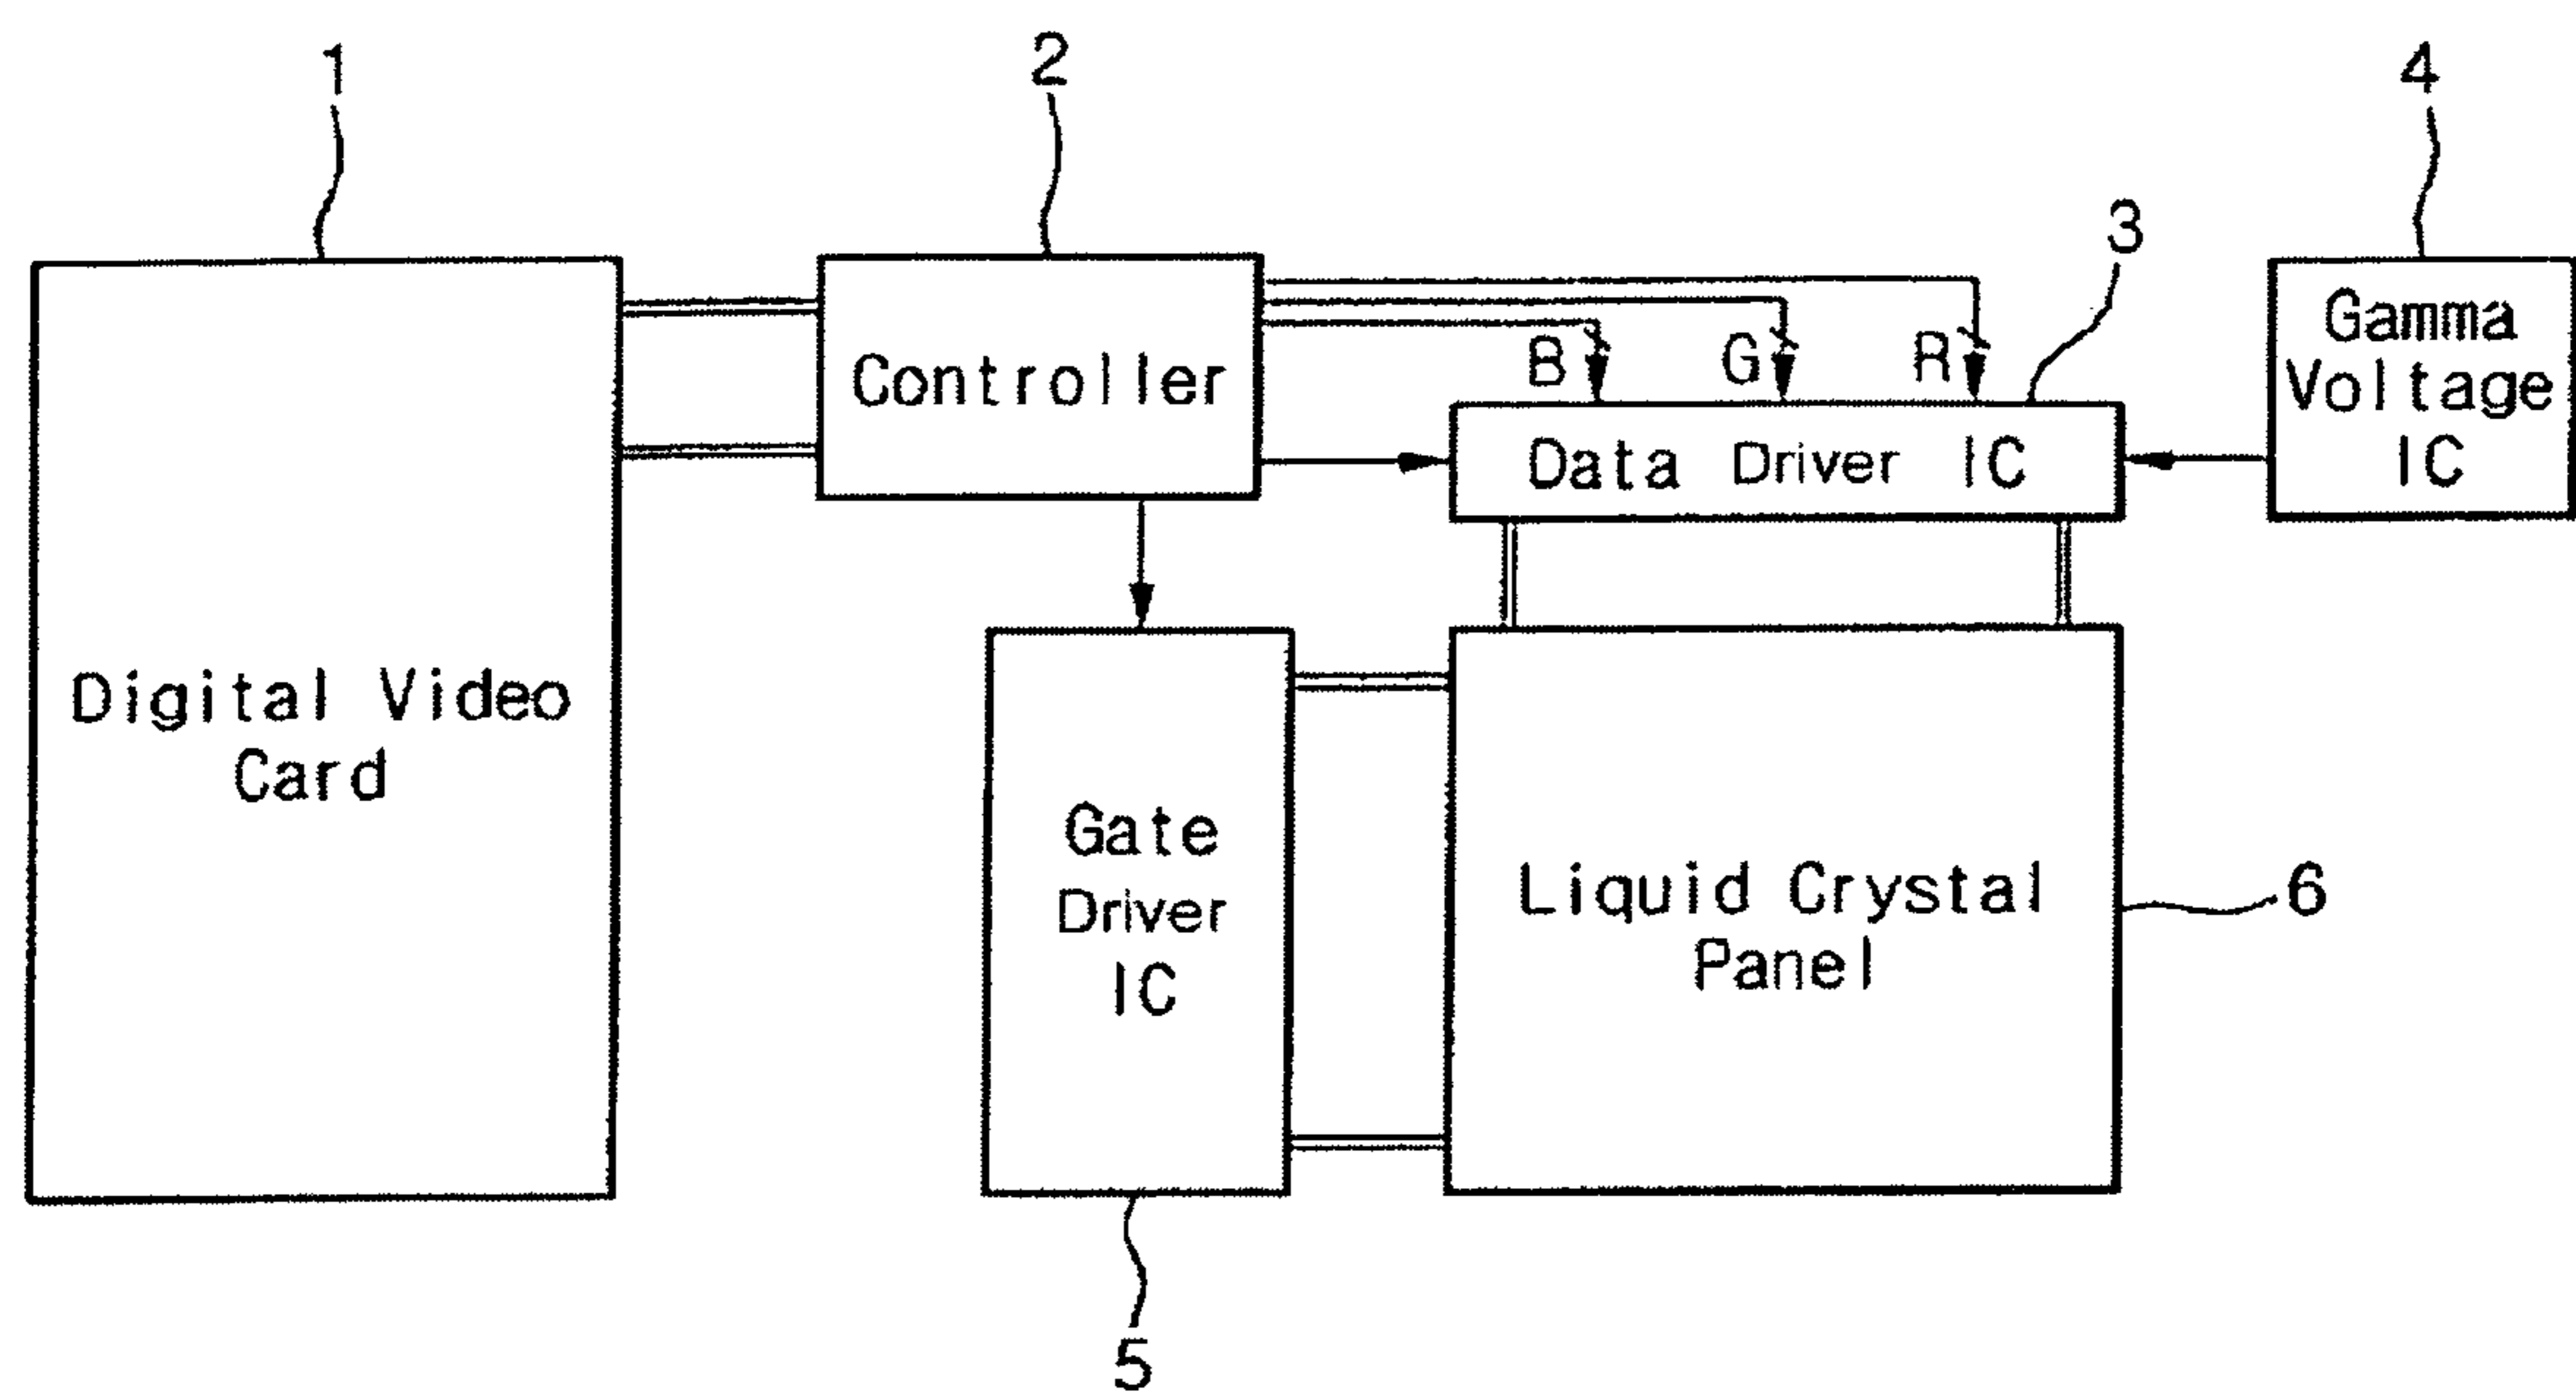 1
2
4
3
Controller
B
G
R
Gamma
Voltage
IC
Data Driver IC
Digital Video
Card
Gate
Driver
IC
Liquid Crystal
Panel
6
5